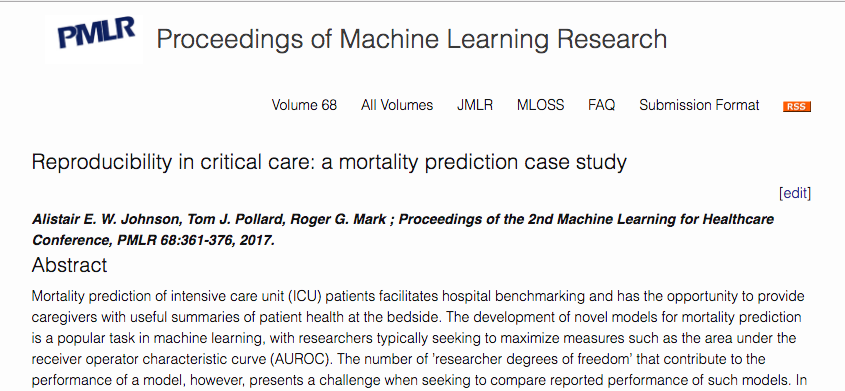 PMLR Proceedings of Machine Learning Research
Volume 68 All Volumes JMLR MLOSS FAQ Submission Format RSS
Reproducibility in critical care: a mortality prediction case study
[edit]
Alistair E. W. Johnson, Tom J. Pollard, Roger G. Mark ; Proceedings of the 2nd Machine Learning for Healthcare
Conference, PMLR 68:361-376, 2017.
Abstract
Mortality prediction of intensive care unit (ICU) patients facilitates hospital benchmarking and has the opportunity to provide
caregivers with useful summaries of patient health at the bedside. The development of novel models for mortality prediction
is a popular task in machine learning, with researchers typically seeking to maximize measures such as the area under the
receiver operator characteristic curve (AUROC). The number of 'researcher degrees of freedom' that contribute to the
performance of a model, however, presents a challenge when seeking to compare reported performance of such models. In